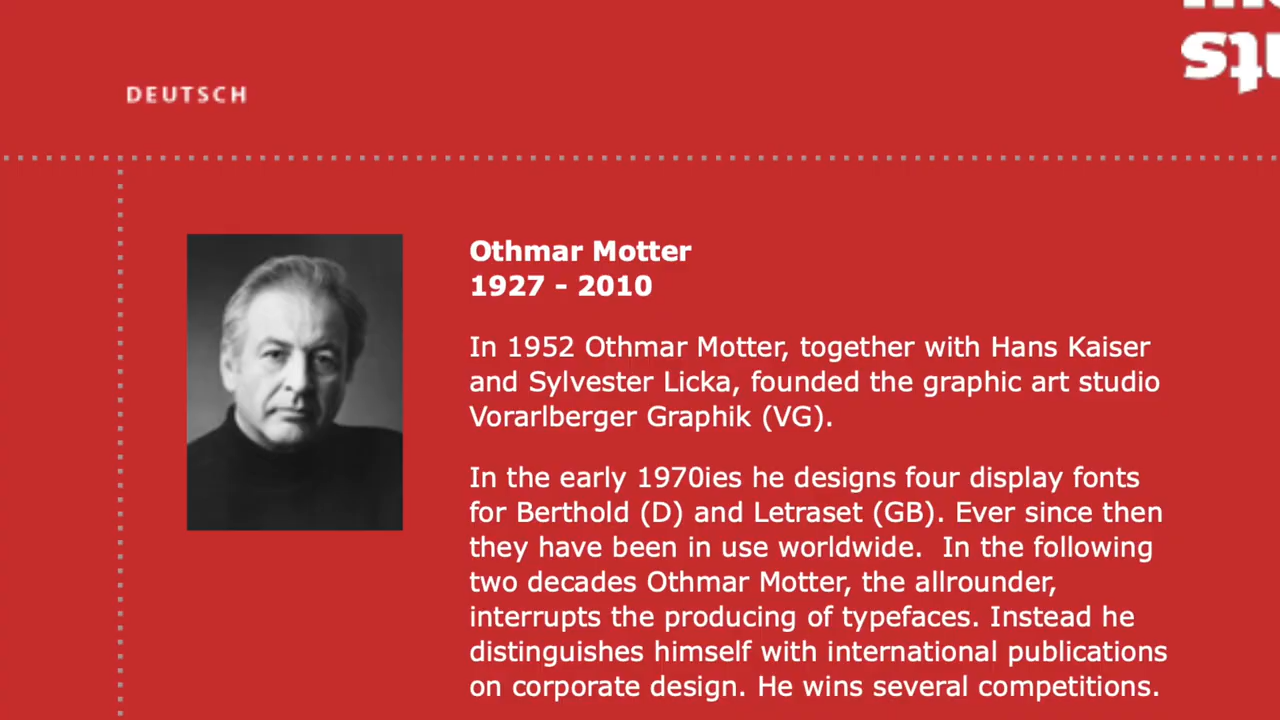 DEUTSCH
Othmar Motter
1927 - 2010
In 1952 Othmar Motter, together with Hans Kaiser
and Sylvester Licka, founded the graphic art studio
Vorarlberger Graphik (VG).
In the early 1970ies he designs four display fonts
for Berthold (D) and Letraset (GB). Ever since then
they have been in use worldwide.  In the following
two decades Othmar Motter, the allrounder,
interrupts the producing of typefaces. Instead he
distinguishes himself with international publications
on corporate design. He wins several competitions.